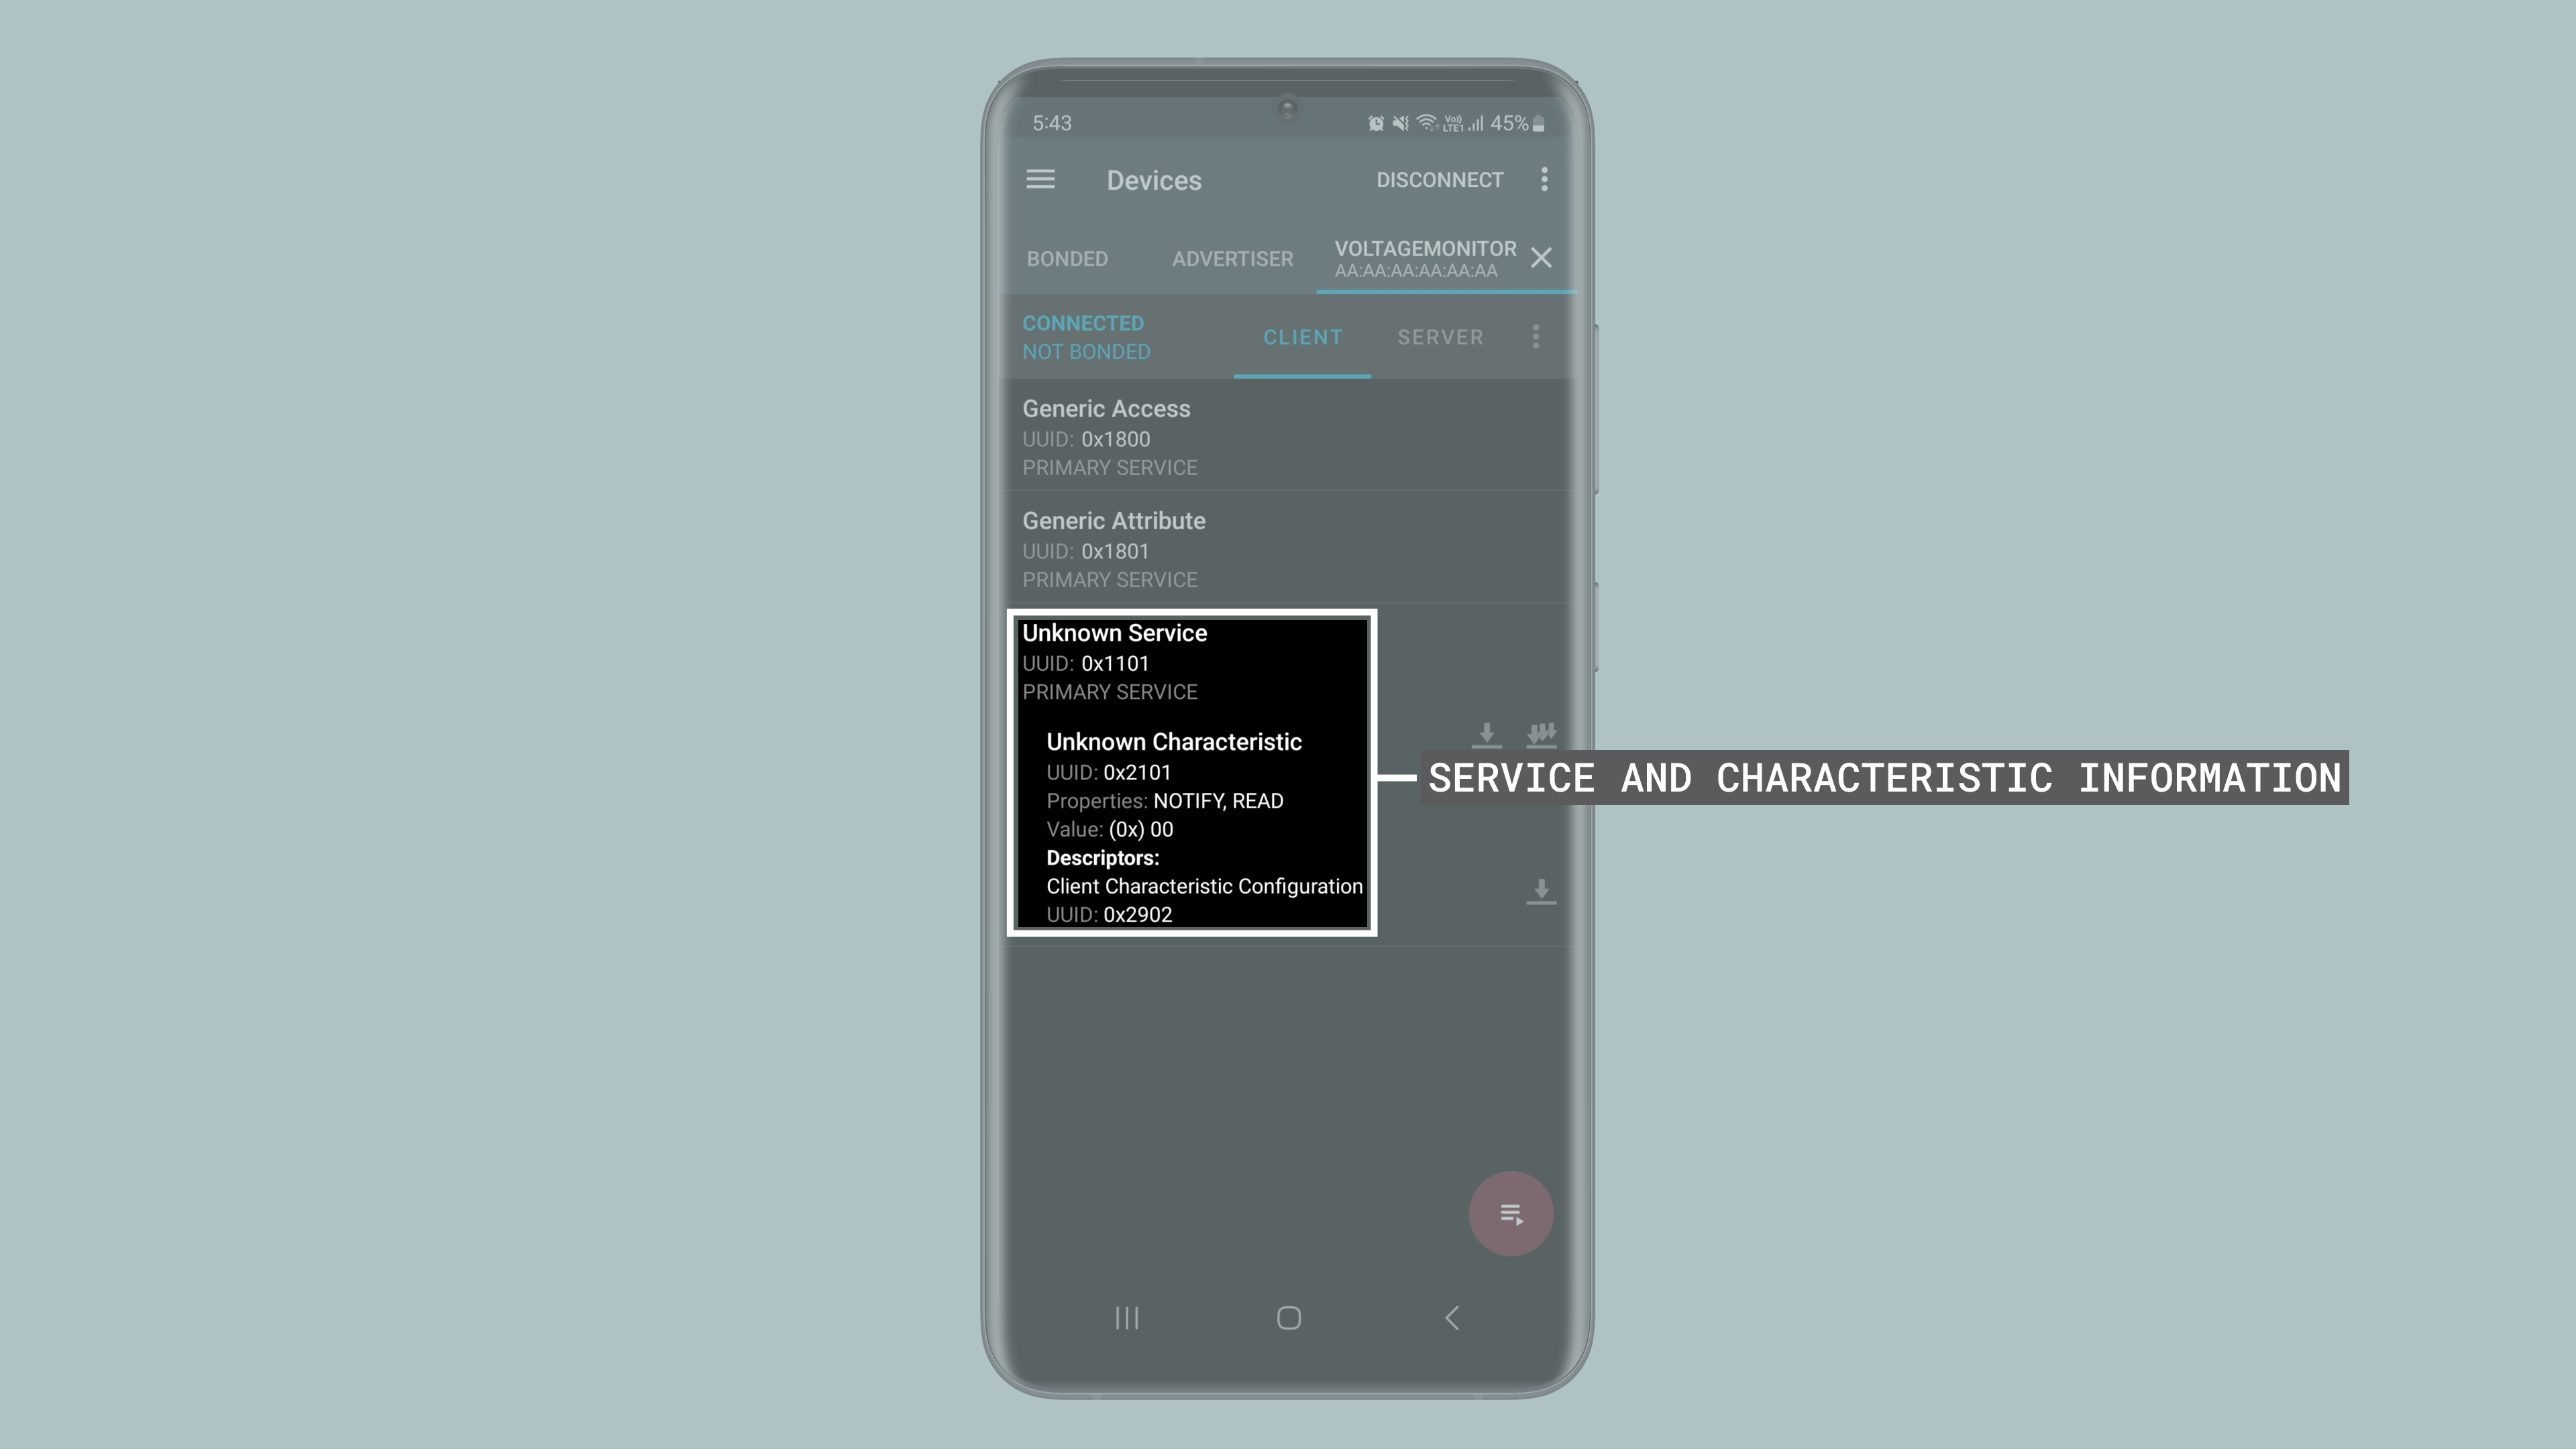 5:43
Vo)) LTE1 45%
Devices DISCONNECT
BONDED ADVERTISER VOLTAGEMONITOR
AA:AA:AA:AA:AA:AA
CONNECTED
NOT BONDED
CLIENT SERVER
Generic Access
UUID: 0x1800
PRIMARY SERVICE
Generic Attribute
UUID: 0x1801
PRIMARY SERVICE
Unknown Service
UUID: 0x1101
PRIMARY SERVICE
Unknown Characteristic
UUID: 0x2101
Properties: NOTIFY, READ
Value: (0x) 00
Descriptors:
Client Characteristic Configuration
UUID: 0x2902
SERVICE AND CHARACTERISTIC INFORMATION